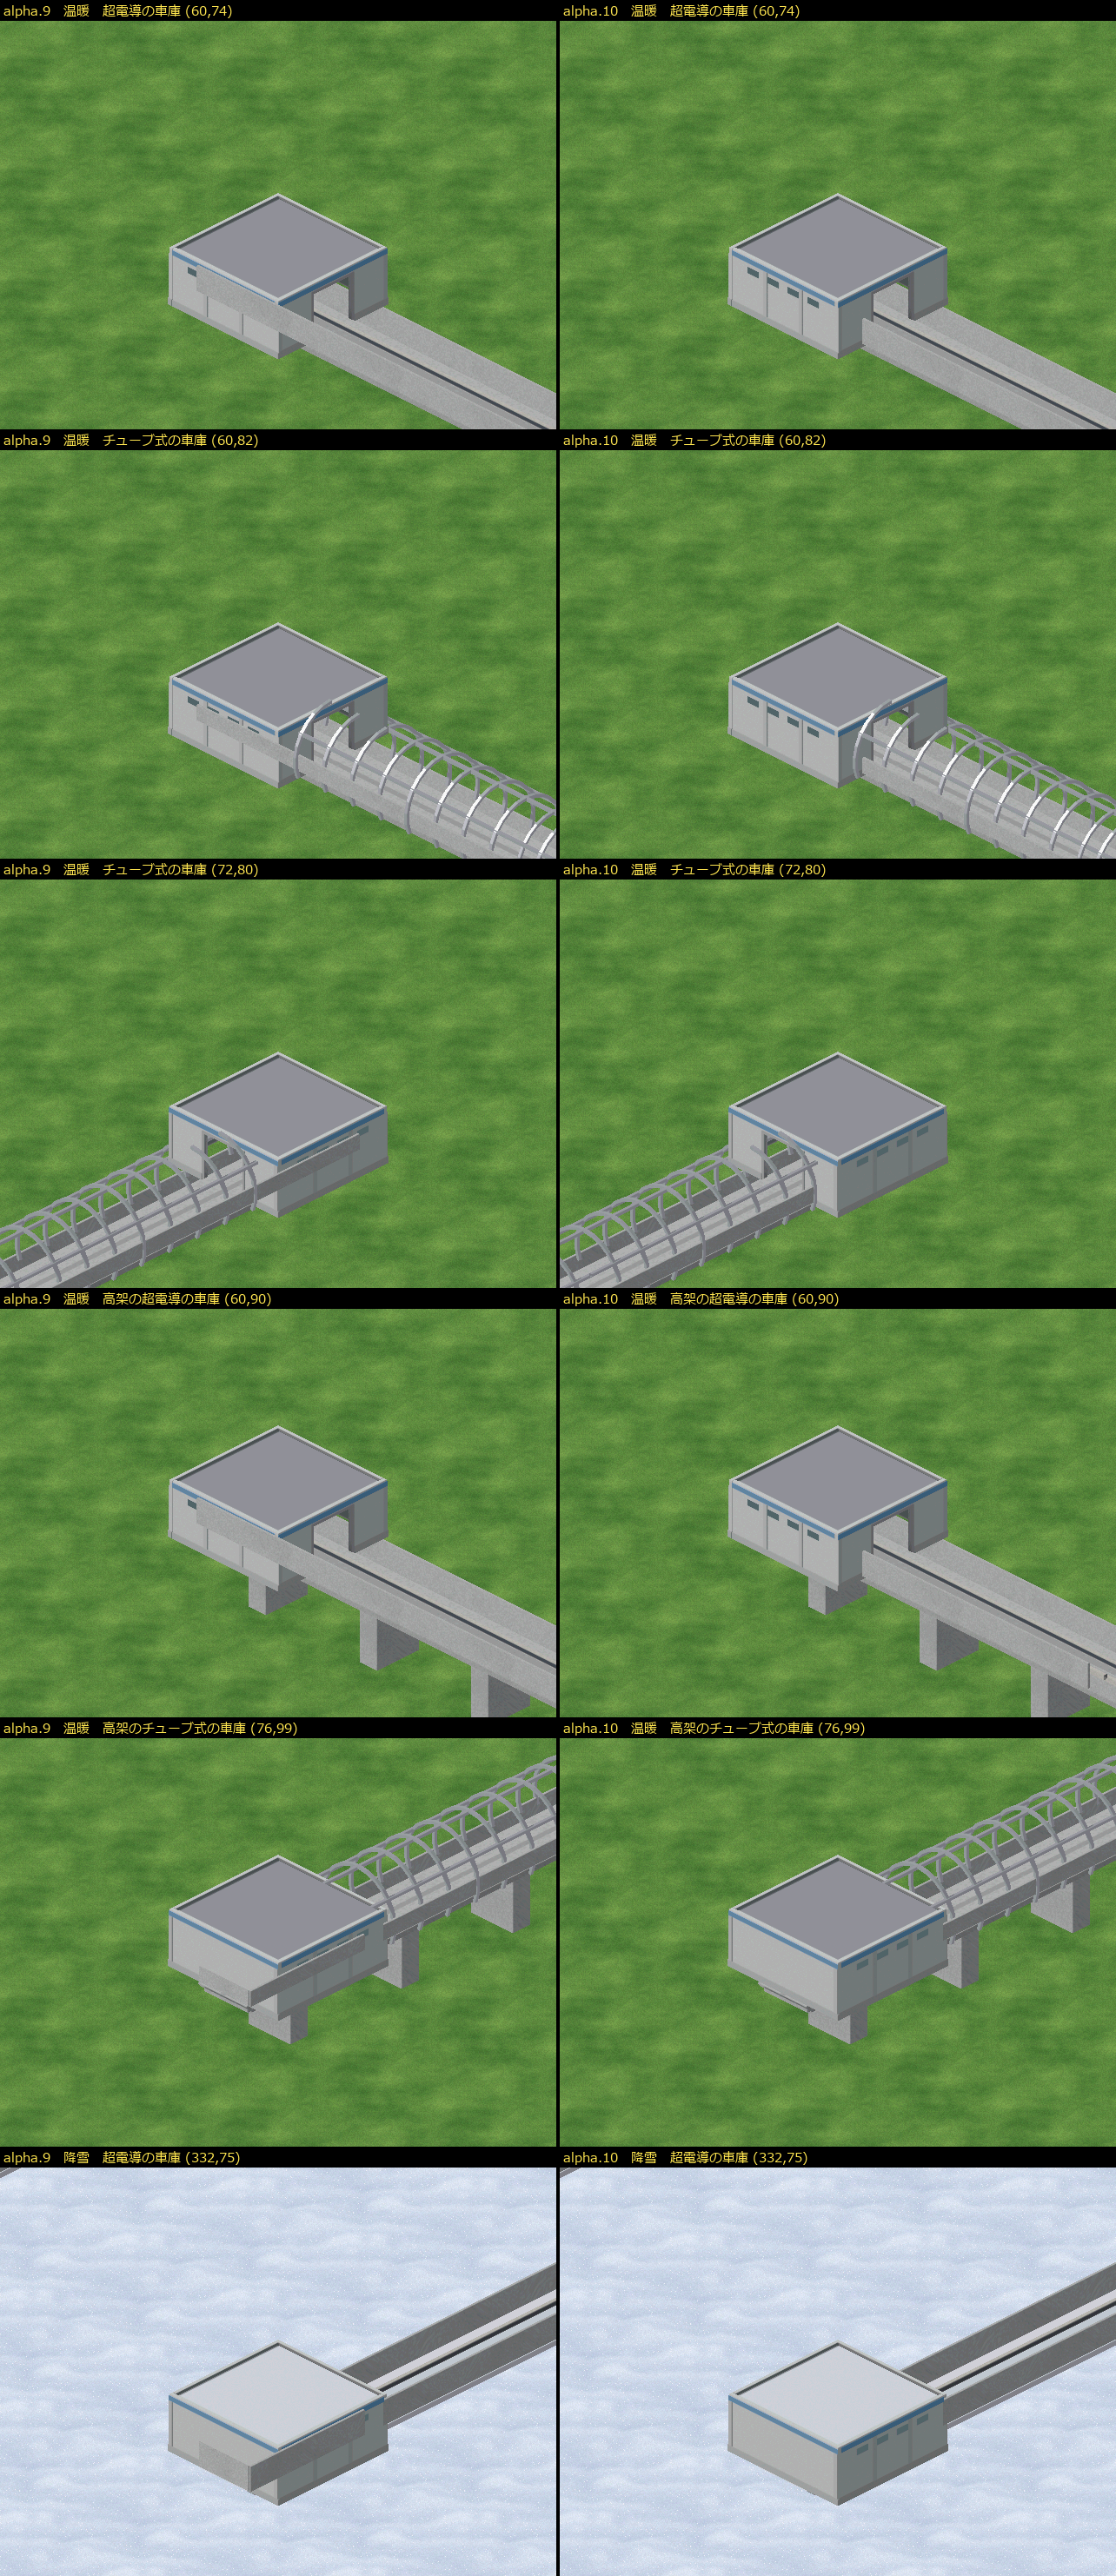 alpha.9 温暖 超電導の車庫 (60,74)
alpha.10 温暖 超電導の車庫 (60,74)
alpha.9 温暖 チューブ式の車庫 (60,82)
alpha.10 温暖 チューブ式の車庫 (60,82)
alpha.9 温暖 チューブ式の車庫 (72,80)
alpha.10 温暖 チューブ式の車庫 (72,80)
alpha.9 温暖 高架の超電導の車庫 (60,90)
alpha.10 温暖 高架の超電導の車庫 (60,90)
alpha.9 温暖 高架のチューブ式の車庫 (76,99)
alpha.10 温暖 高架のチューブ式の車庫 (76,99)
alpha.9 降雪 超電導の車庫 (332,75)
alpha.10 降雪 超電導の車庫 (332,75)